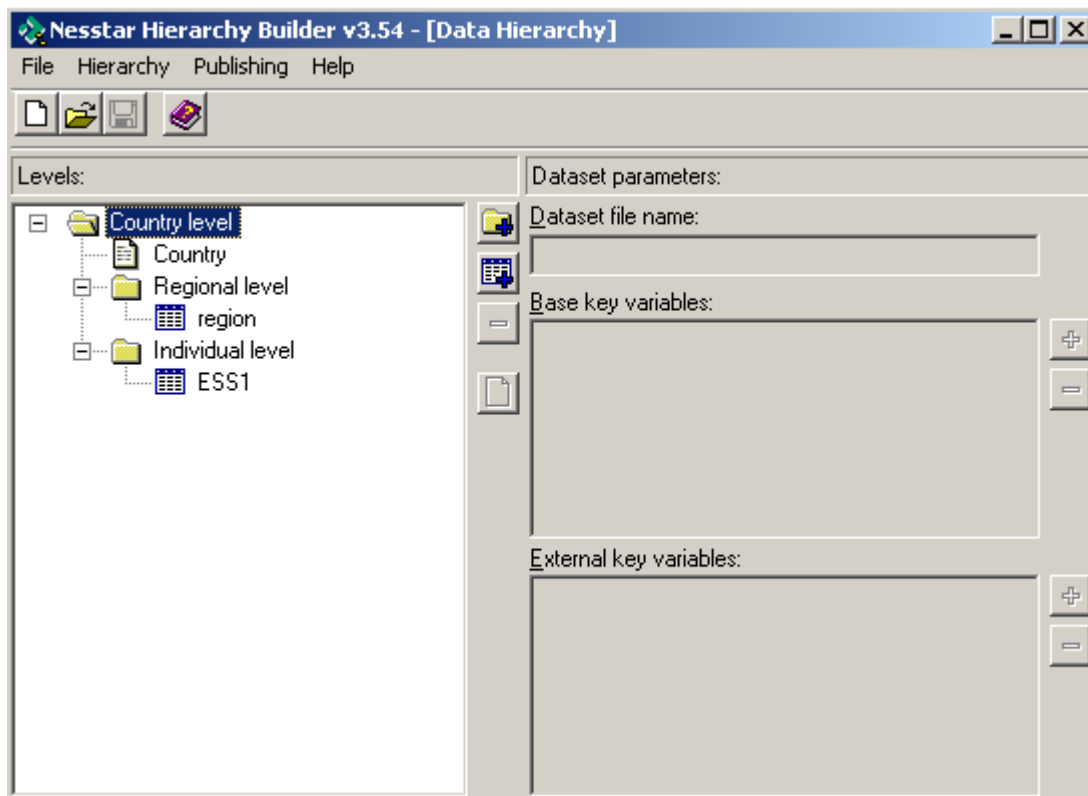 Nesstar Hierarchy Builder v3.54 - [Data Hierarchy]
File Hierarchy Publishing Help
Levels:
Country level
Country
Regional level
region
Individual level
ESS1
Dataset parameters:
Dataset file name:
Base key variables:
External key variables: